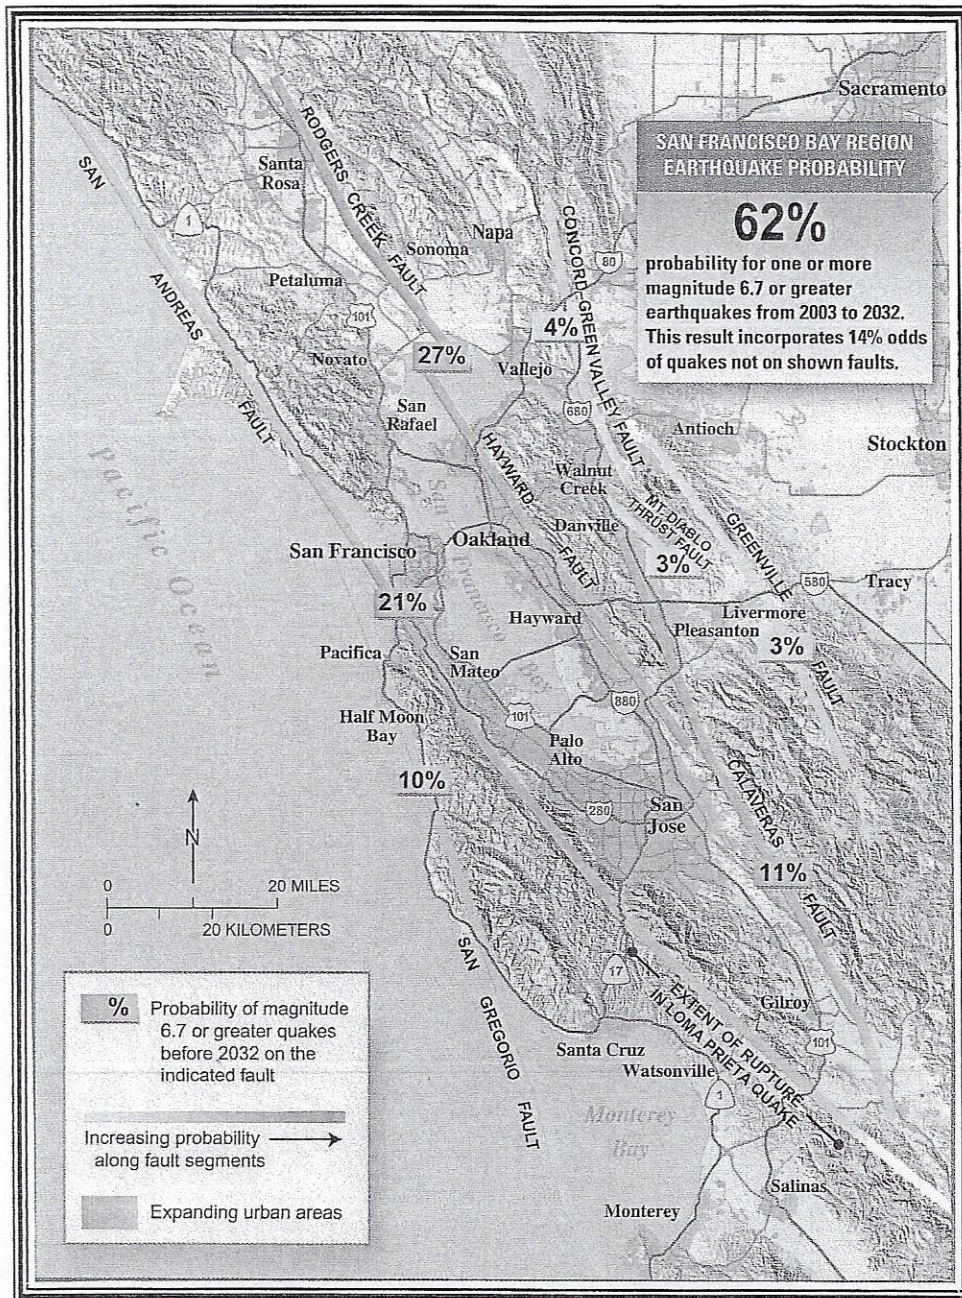 Sacramento
SAN FRANCISCO BAY REGION
EARTHQUAKE PROBABILITY
62%
probability for one or more
magnitude 6.7 or greater
earthquakes from 2003 to 2032.
This result incorporates 14% odds
of quakes not on shown faults.
SAN ANDREAS FAULT
RODGERS CREEK FAULT
CONCORD–GREEN VALLEY FAULT
Santa
Rosa
1
Sonoma
Napa
80
Petaluma
101
4%
27%
Novato
Vallejo
San
Rafael
680
Antioch
Stockton
HAYWARD FAULT
Walnut
Creek
MT. DIABLO
THRUST FAULT
GREENVILLE FAULT
Pacific Ocean
San Francisco Bay
Danville
San Francisco
Oakland
3%
580
Tracy
21%
Hayward
Livermore
Pleasanton
3%
Pacifica
San
Mateo
880
Half Moon
Bay
101
Palo
Alto
10%
280
San
Jose
CALAVERAS FAULT
11%
N
0 20 MILES
0 20 KILOMETERS
SAN GREGORIO FAULT
17
EXTENT OF RUPTURE
IN LOMA PRIETA QUAKE
Gilroy
101
Santa Cruz
Watsonville
1
Monterey
Bay
Salinas
Monterey
% Probability of magnitude
6.7 or greater quakes
before 2032 on the
indicated fault
Increasing probability
along fault segments
Expanding urban areas